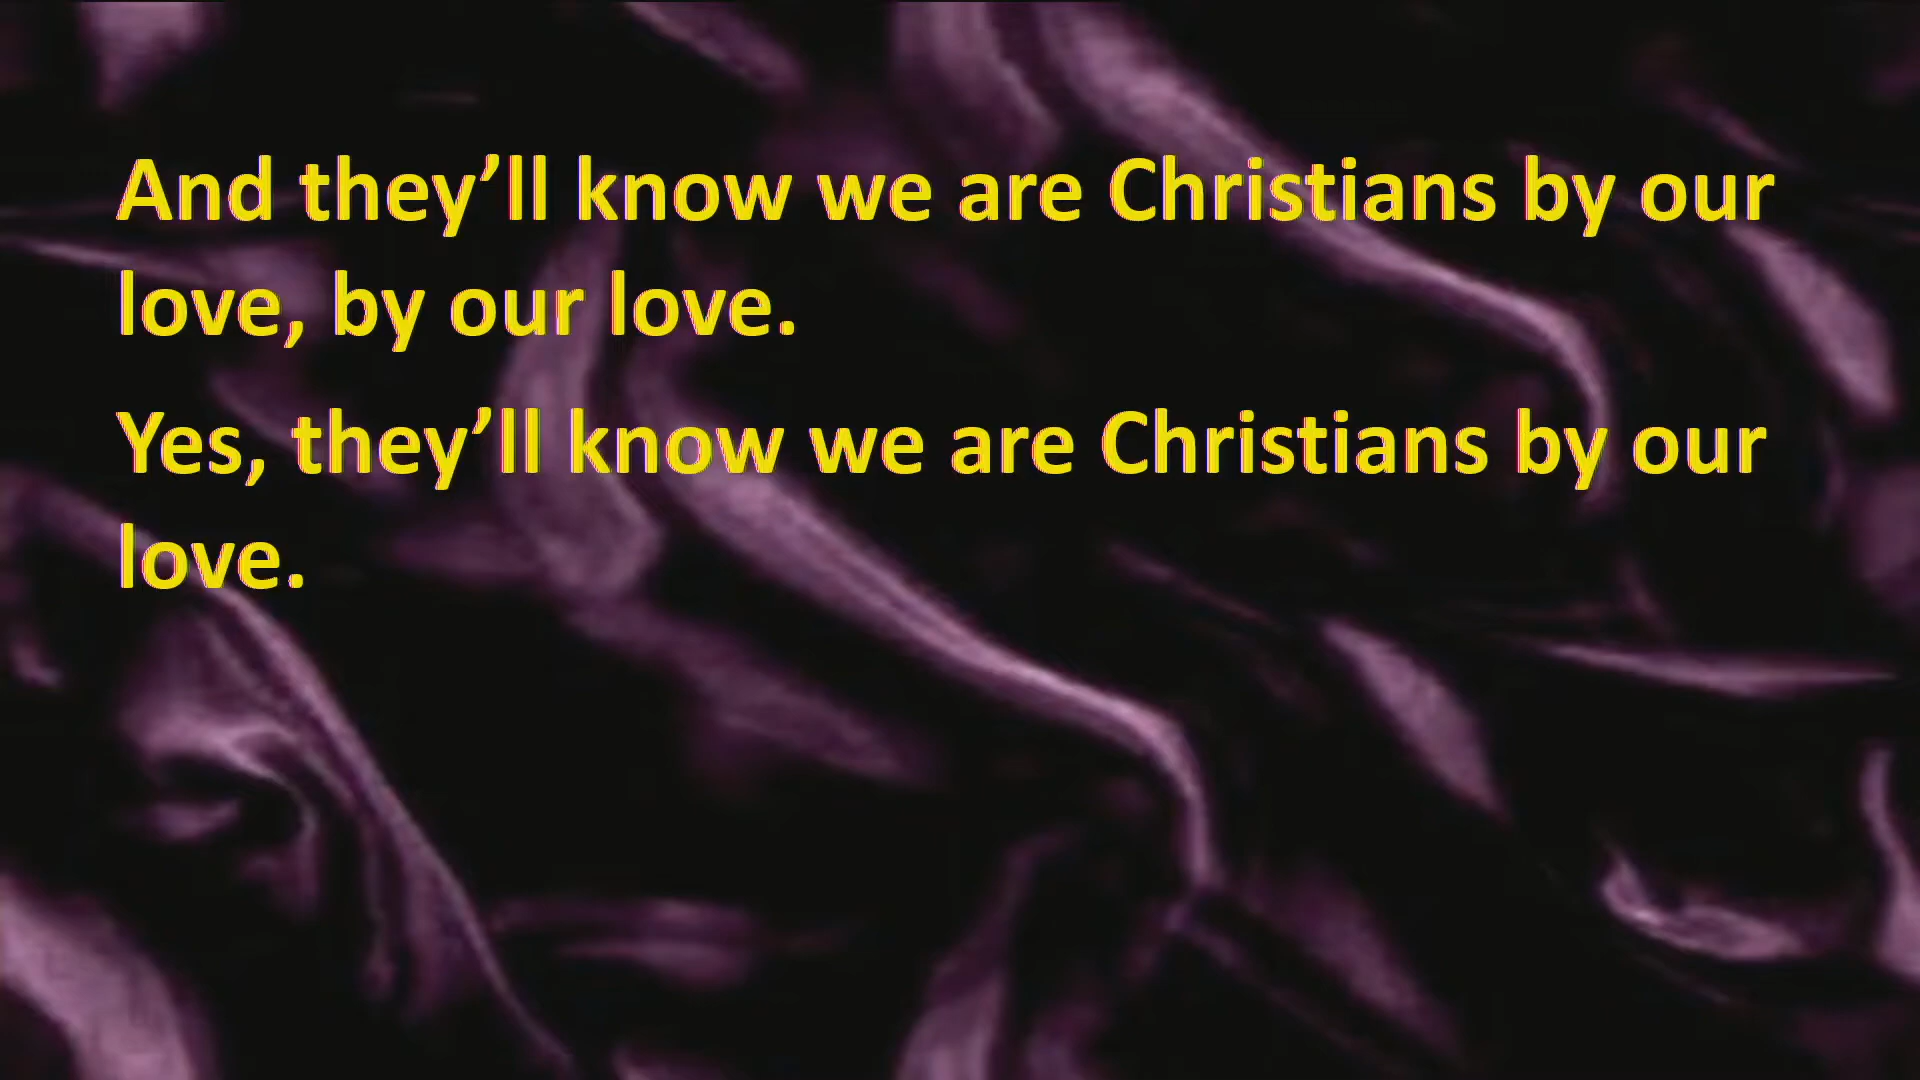 And they’ll know we are Christians by our
love, by our love.
Yes, they’ll know we are Christians by our
love.